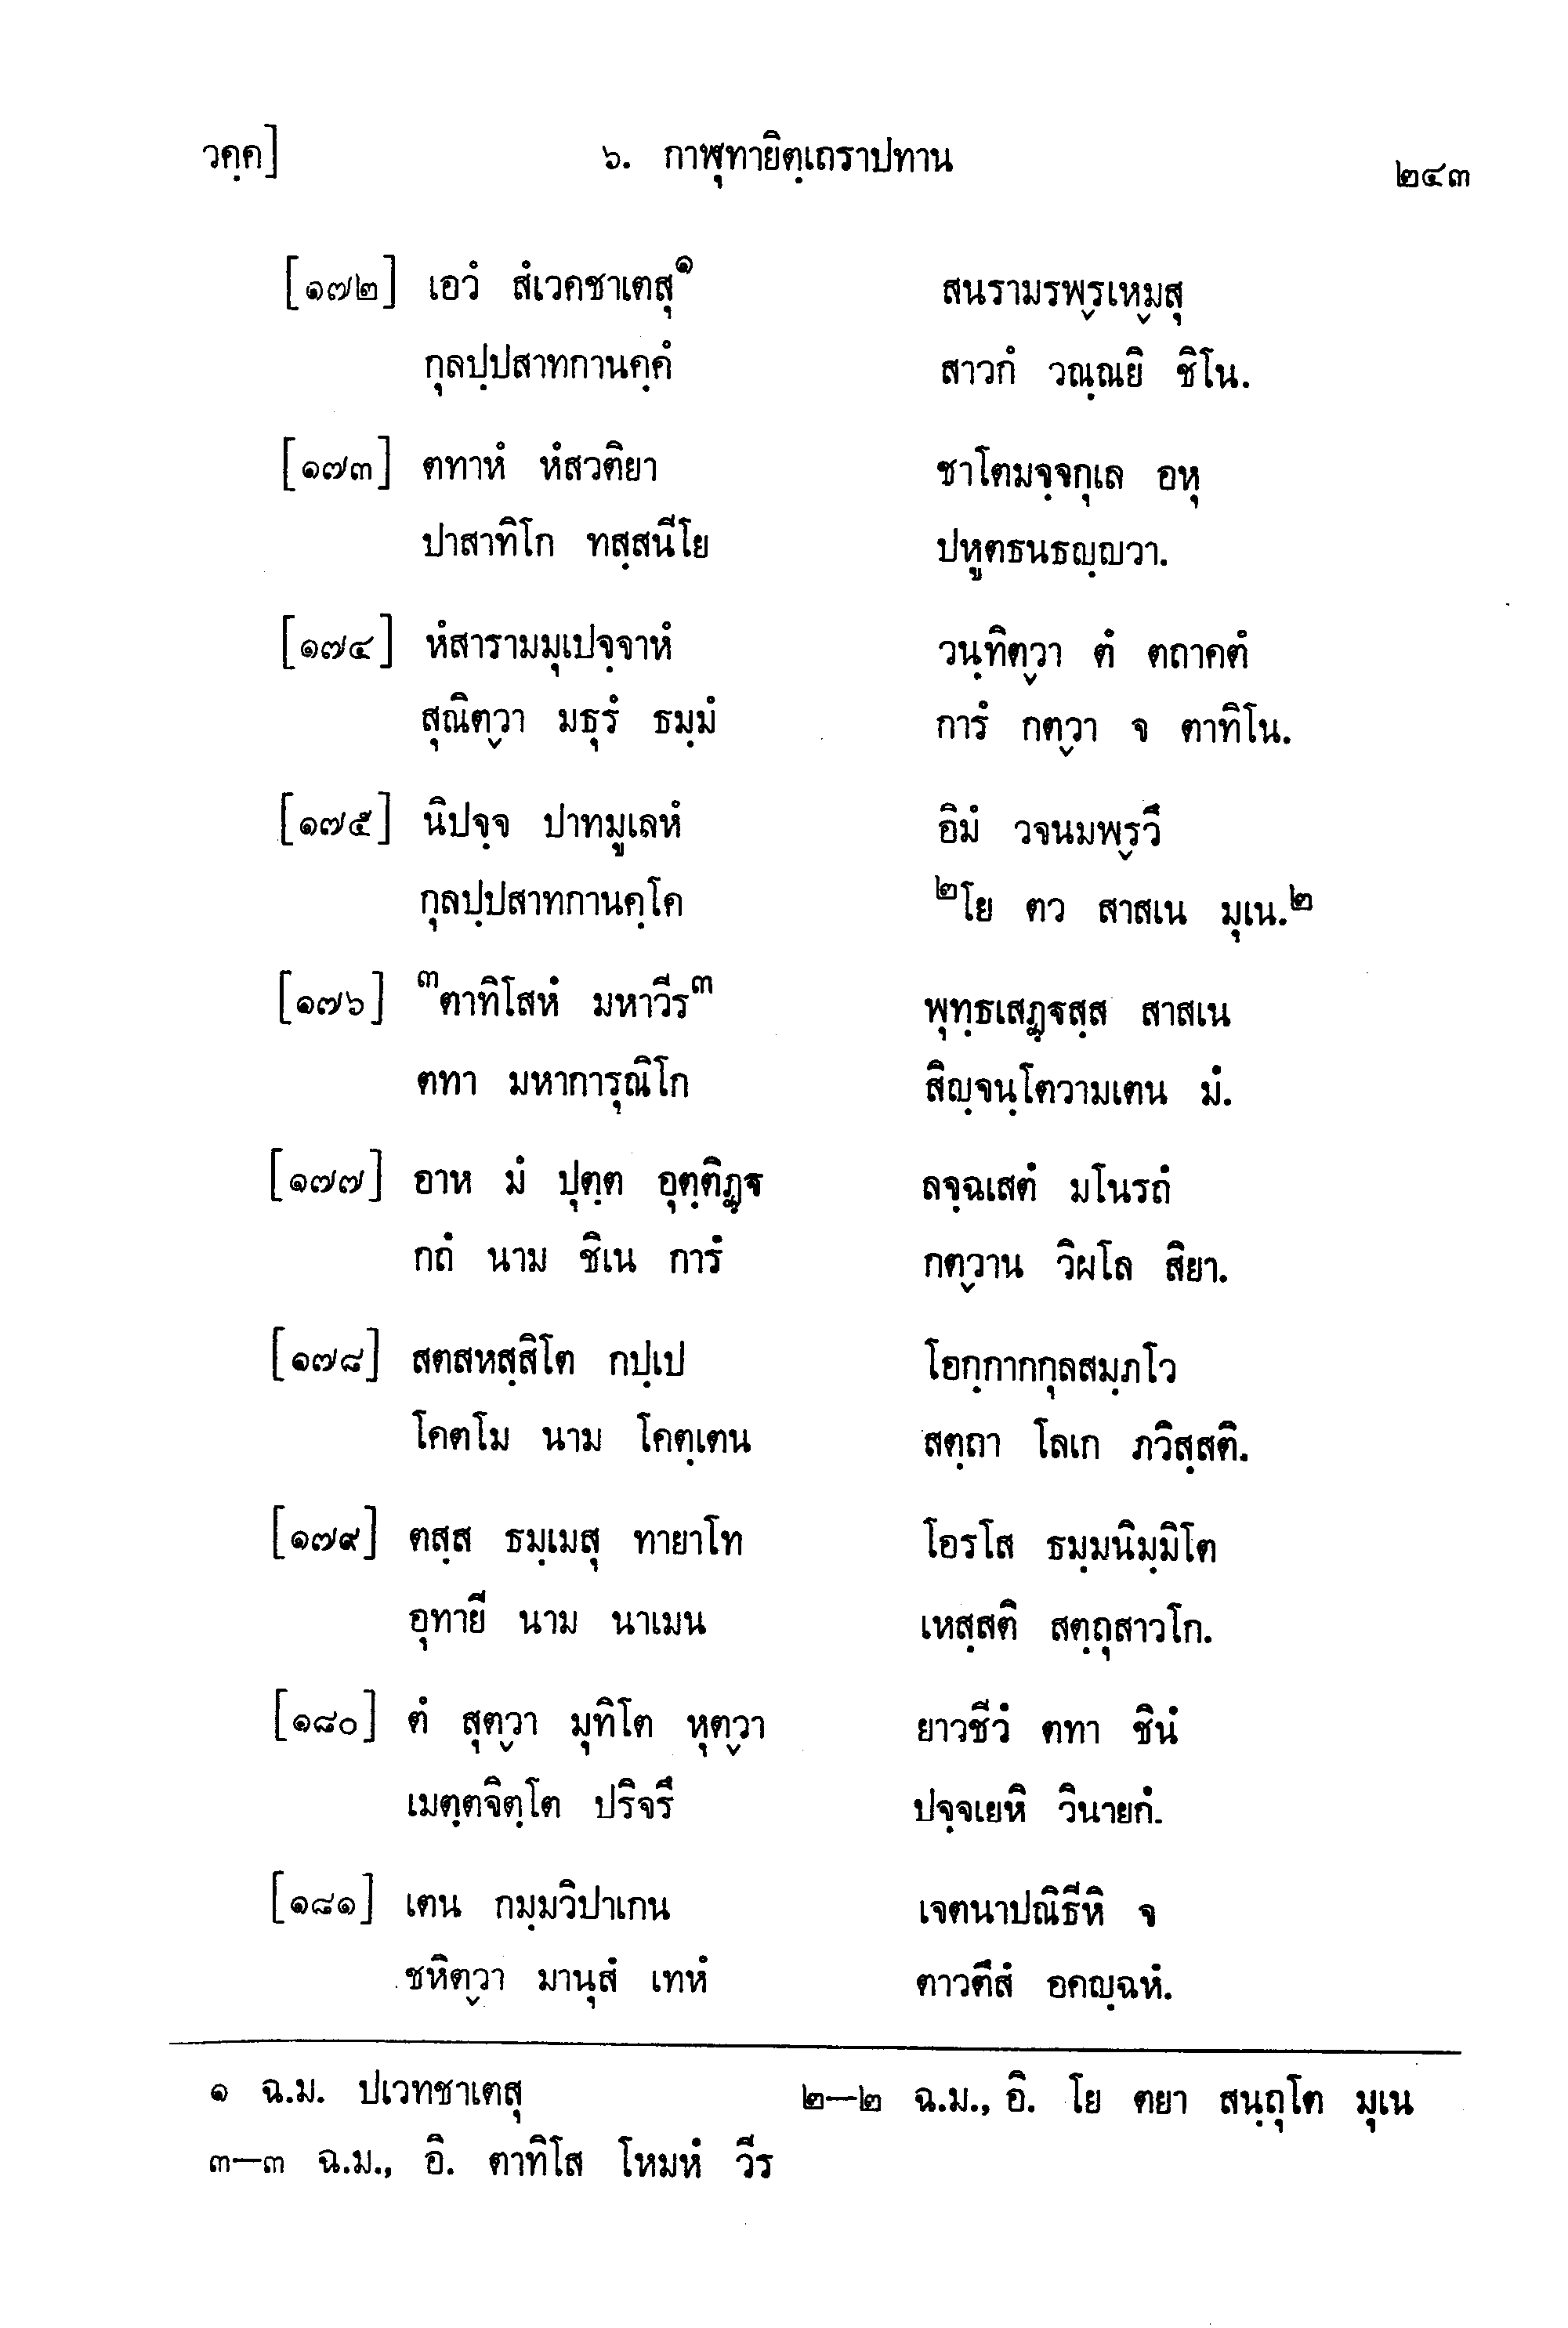 วคฺค] ๖. กาฬุทายิตฺเถราปทาน ๒๔๓
[๑๗๒] เอวํ สํเวคชาเตสุ๑ สนรามรพฺรเหฺมสุ
กุลปฺปสาทกานคฺคํ สาวกํ วณฺณยิ ชิโน.
[๑๗๓] ตทาหํ หํสวติยา ชาโตมจฺจกุเล อหุ
ปาสาทิโก ทสฺสนีโย ปหูตธนธญฺญวา.
[๑๗๔] หํสารามมุเปจฺจาหํ วนฺทิตฺวา ตํ ตถาคตํ
สุณิตฺวา มธุรํ ธมฺมํ การํ กตฺวา จ ตาทิโน.
[๑๗๕] นิปจฺจ ปาทมูเลหํ อิมํ วจนมพฺรวึ
กุลปฺปสาทกานคฺโค ๒โย ตว สาสเน มุเน.๒
[๑๗๖] ๓ตาทิโสหํ มหาวีร๓ พุทฺธเสฏฺฐสฺส สาสเน
ตทา มหาการุณิโก สิญฺจนฺโตวามเตน มํ.
[๑๗๗] อาห มํ ปุตฺต อุตฺติฏฺฐ ลจฺฉเสตํ มโนรถํ
กถํ นาม ชิเน การํ กตฺวาน วิผโล สิยา.
[๑๗๘] สตสหสฺสิโต กปฺเป โอกฺกากกุลสมฺภโว
โคตโม นาม โคตฺเตน สตฺถา โลเก ภวิสฺสติ.
[๑๗๙] ตสฺส ธมฺเมสุ ทายาโท โอรโส ธมฺมนิมฺมิโต
อุทายี นาม นาเมน เหสฺสติ สตฺถุสาวโก.
[๑๘๐] ตํ สุตฺวา มุทิโต หุตฺวา ยาวชีวํ ตทา ชินํ
เมตฺตจิตฺโต ปริจรึ ปจฺจเยหิ วินายกํ.
[๑๘๑] เตน กมฺมวิปาเกน เจตนาปณิธีหิ จ
ชหิตฺวา มานุสํ เทหํ ตาวตึสํ อคญฺฉหํ.
๑ ฉ.ม. ปเวทชาเตสุ ๒—๒ ฉ.ม., อิ. โย ตยา สนฺถุโต มุเน
๓—๓ ฉ.ม., อิ. ตาทิโส โหมหํ วีร